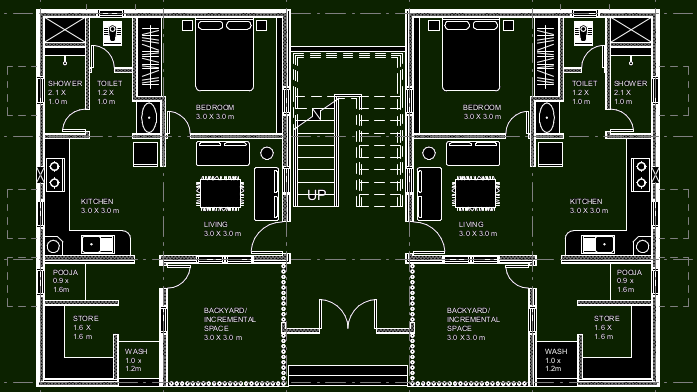 SHOWER
2.1 X
1.0 m
TOILET
1.2 X
1.0 m
BEDROOM
3.0 X 3.0 m
BEDROOM
3.0 X 3.0 m
TOILET
1.2 X
1.0 m
SHOWER
2.1 X
1.0 m
KITCHEN
3.0 X 3.0 m
LIVING
3.0 X 3.0 m
UP
LIVING
3.0 X 3.0 m
KITCHEN
3.0 X 3.0 m
POOJA
0.9 x
1.6m
STORE
1.6 X
1.6 m
WASH
1.0 x
1.2m
BACKYARD/
INCREMENTAL
SPACE
3.0 X 3.0 m
BACKYARD/
INCREMENTAL
SPACE
3.0 X 3.0 m
POOJA
0.9 x
1.6m
STORE
1.6 X
1.6 m
WASH
1.0 x
1.2m